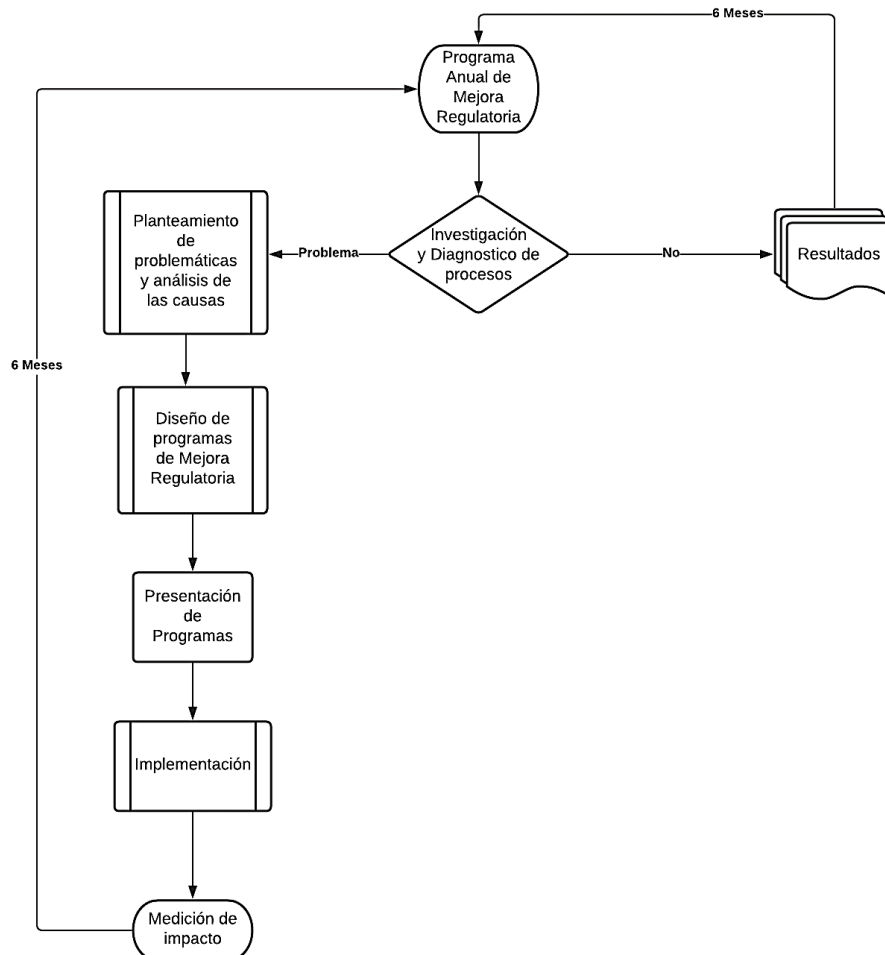 6 Meses
Programa
Anual de
Mejora
Regulatoria
Planteamiento
de
problemáticas
y análisis de
las causas
Problema
Investigación
y Diagnostico de
procesos
No
Resultados
6 Meses
Diseño de
programas
de Mejora
Regulatoria
Presentación
de
Programas
Implementación
Medición de
impacto